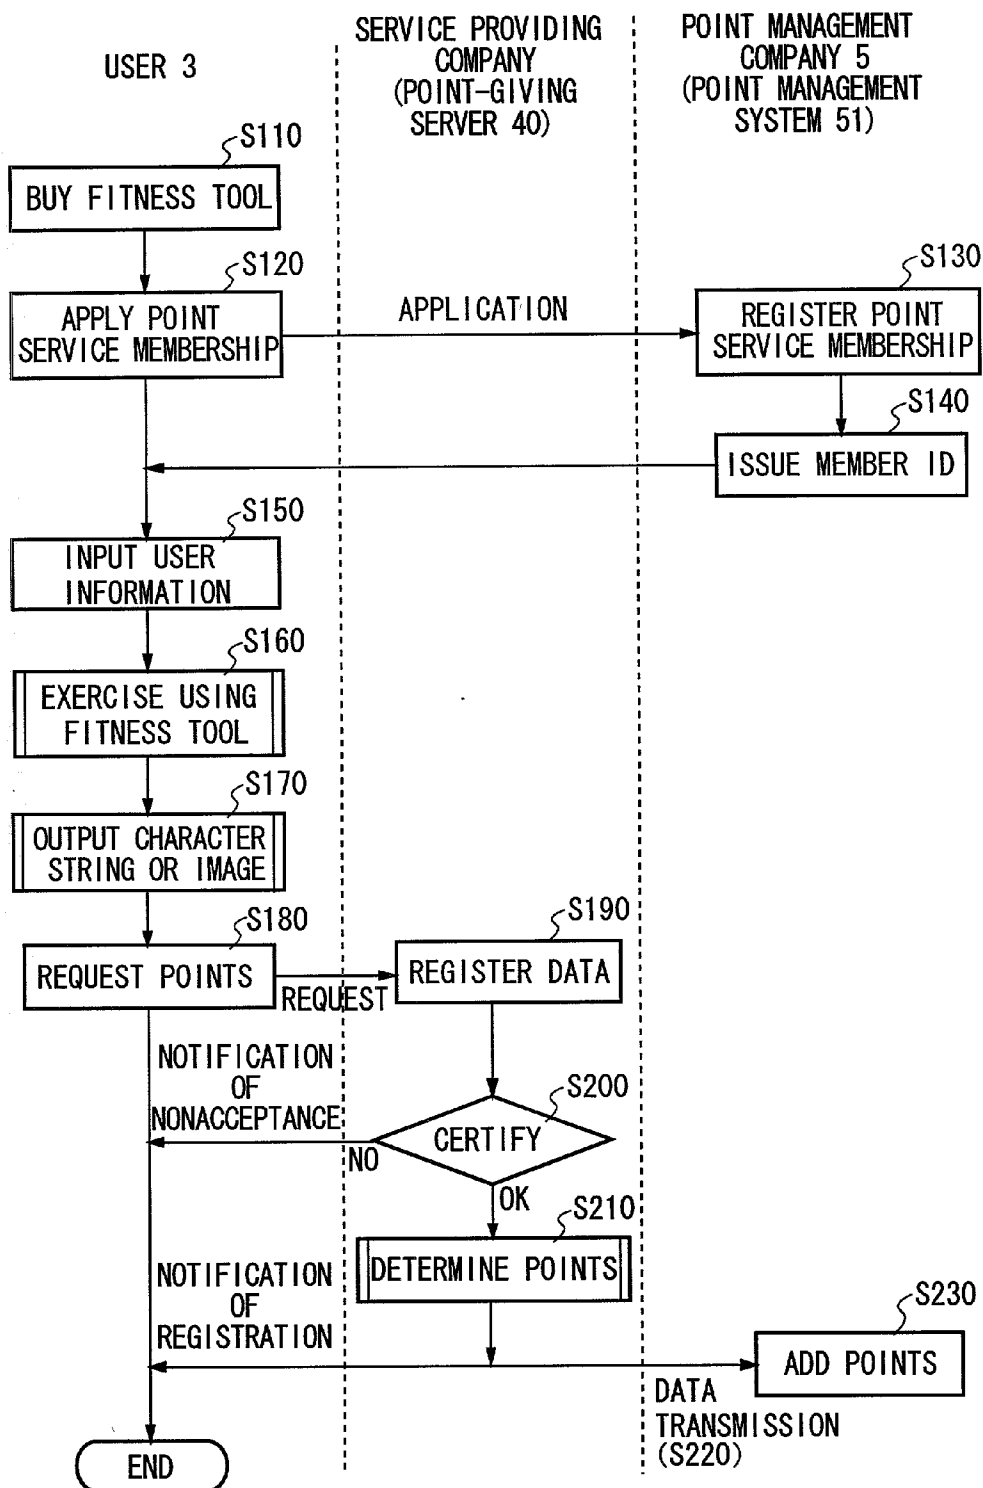 USER 3
SERVICE PROVIDING
COMPANY
(POINT-GIVING
SERVER 40)
POINT MANAGEMENT
COMPANY 5
(POINT MANAGEMENT
SYSTEM 51)
S110
BUY FITNESS TOOL
S120
APPLY POINT
SERVICE MEMBERSHIP
APPLICATION
S130
REGISTER POINT
SERVICE MEMBERSHIP
S140
ISSUE MEMBER ID
S150
INPUT USER
INFORMATION
S160
EXERCISE USING
FITNESS TOOL
S170
OUTPUT CHARACTER
STRING OR IMAGE
S180
REQUEST POINTS
REQUEST
S190
REGISTER DATA
NOTIFICATION
OF
NONACCEPTANCE
S200
CERTIFY
NO
OK
S210
DETERMINE POINTS
NOTIFICATION
OF
REGISTRATION
S230
ADD POINTS
DATA
TRANSMISSION
(S220)
END